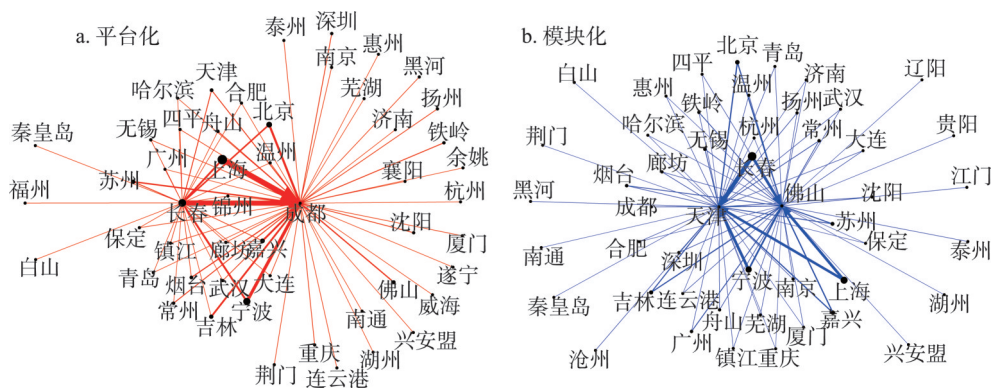 a. 平台化
泰州
深圳
南京
惠州
黑河
天津
哈尔滨
合肥
北京
芜湖
扬州
四平
舟山
济南
铁岭
秦皇岛
无锡
广州
上海
温州
余姚
襄阳
福州
苏州
长春
锦州
成都
杭州
沈阳
保定
镇江
廊坊
嘉兴
厦门
白山
青岛
烟台
武汉
大连
遂宁
佛山
威海
常州
吉林
宁波
南通
兴安盟
重庆
湖州
荆门
连云港
b. 模块化
北京
青岛
四平
白山
惠州
温州
济南
辽阳
铁岭
扬州
武汉
荆门
哈尔滨
无锡
杭州
常州
大连
贵阳
廊坊
长春
黑河
烟台
佛山
沈阳
江门
成都
天津
苏州
南通
合肥
深圳
保定
泰州
宁波
南京
上海
秦皇岛
吉林
连云港
湖州
舟山
芜湖
嘉兴
广州
厦门
沧州
镇江
重庆
兴安盟